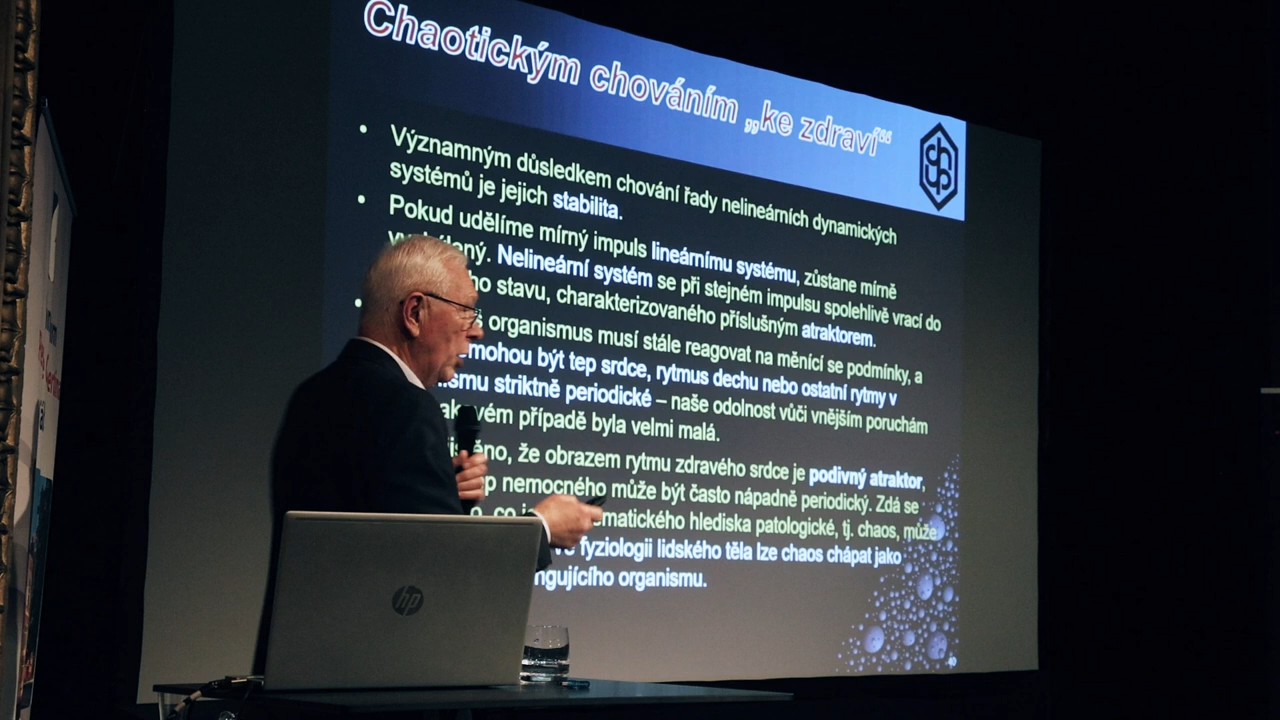 Chaotickým chováním „ke zdraví“
• Významným důsledkem chování řady nelineárních dynamických
systémů je jejich stabilita.
• Pokud udělíme mírný impuls lineárnímu systému, zůstane mírně
Nelineární systém se při stejném impulsu spolehlivě vrací do
stavu, charakterizovaného příslušným atraktorem.
• organismus musí stále reagovat na měnící se podmínky, a
mohou být tep srdce, rytmus dechu nebo ostatní rytmy v
striktně periodické – naše odolnost vůči vnějším poruchám
případě byla velmi malá.
že obrazem rytmu zdravého srdce je podivný atraktor,
nemocného může být často nápadně periodický. Zdá se
co hlediska patologické, tj. chaos, může
fyziologii lidského těla lze chaos chápat jako
organismu.
hp